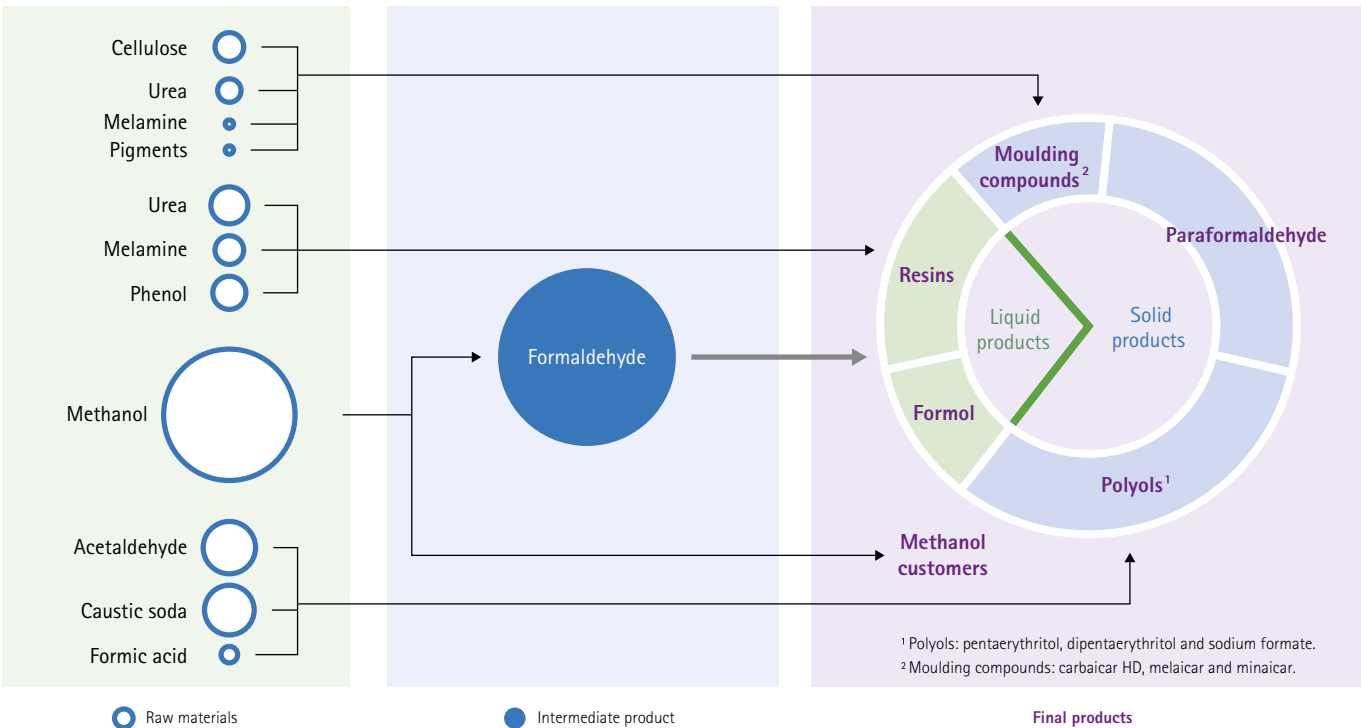 Cellulose
Urea
Melamine
Pigments
Urea
Melamine
Phenol
Methanol
Acetaldehyde
Caustic soda
Formic acid
Formaldehyde
Moulding
compounds ²
Paraformaldehyde
Resins
Liquid
products
Solid
products
Formol
Polyols ¹
Methanol
customers
¹ Polyols: pentaerythritol, dipentaerythritol and sodium formate.
² Moulding compounds: carbaicar HD, melaicar and minaicar.
Raw materials
Intermediate product
Final products